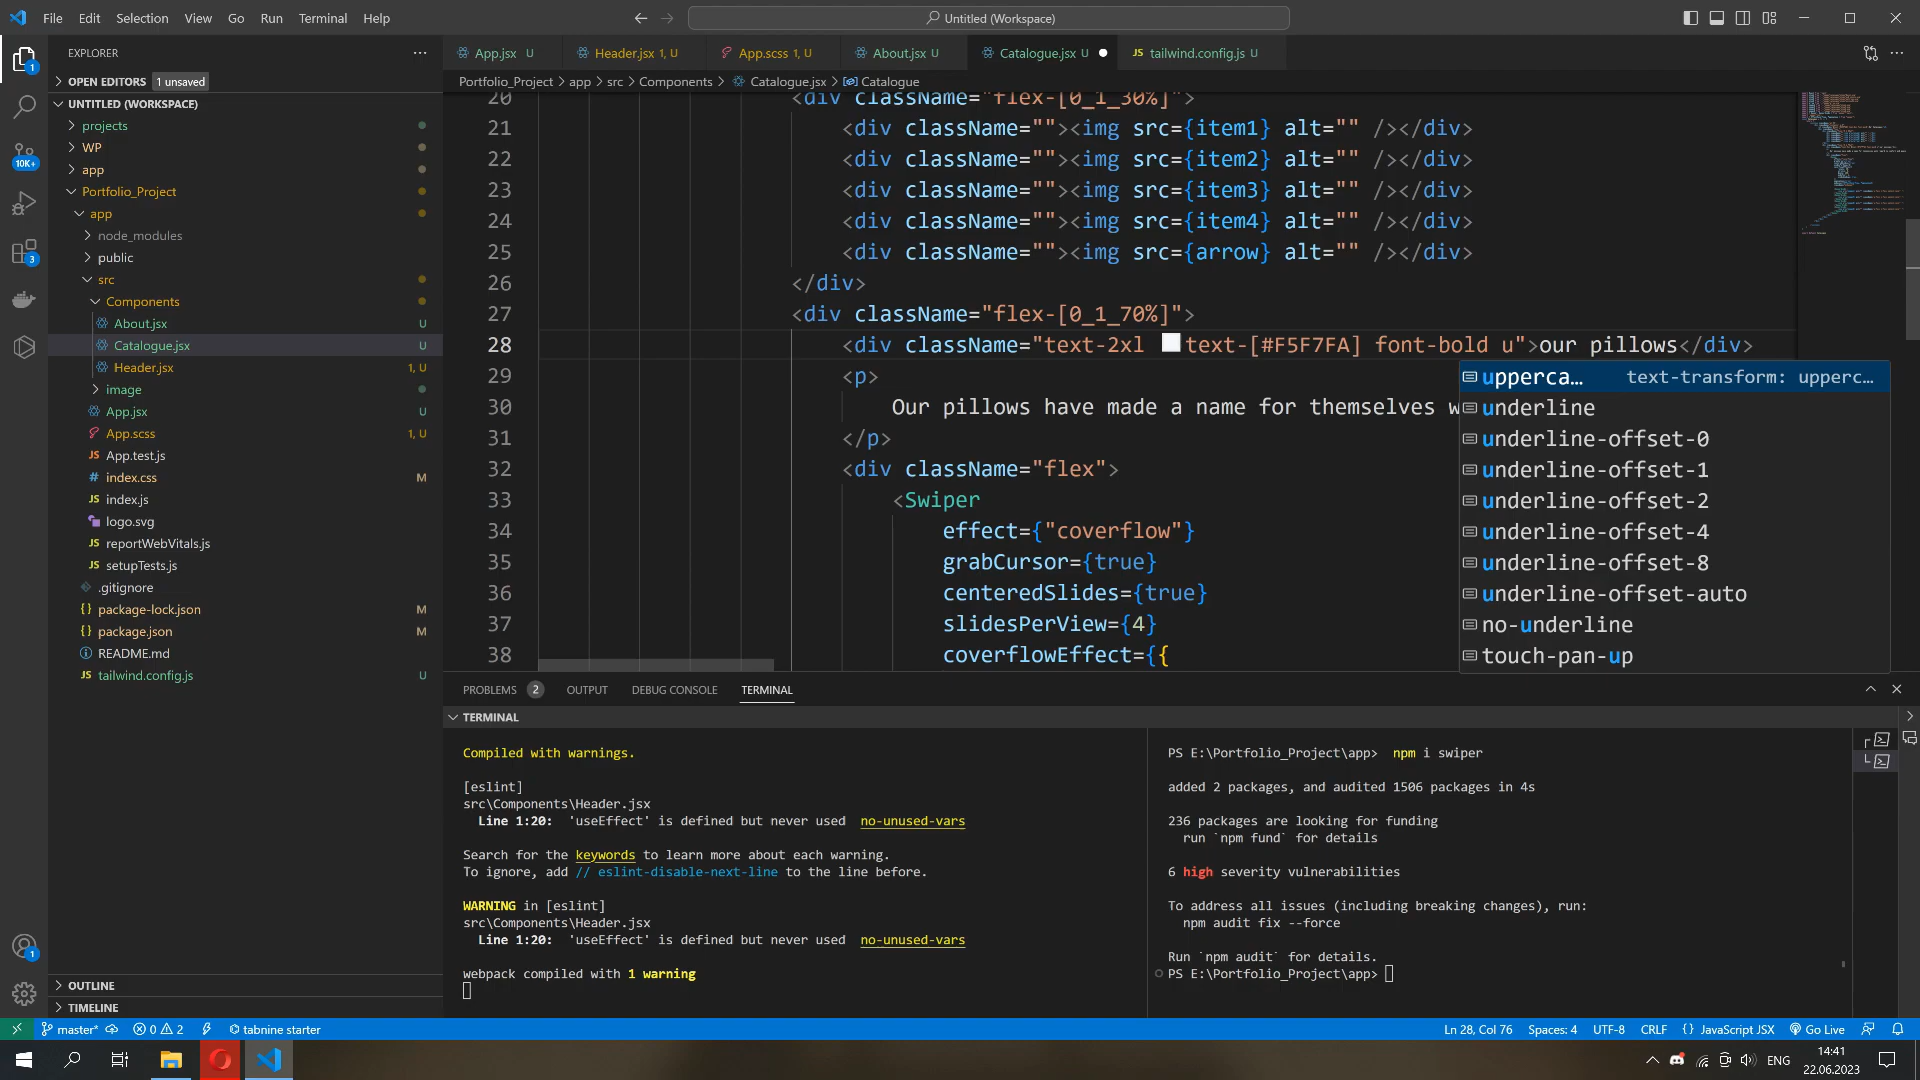 File Edit Selection View Go Run Terminal Help
Untitled (Workspace)
EXPLORER
OPEN EDITORS 1 unsaved
UNTITLED (WORKSPACE)
projects
WP
app
Portfolio_Project
app
node_modules
public
src
Components
About.jsx U
Catalogue.jsx U
Header.jsx 1, U
image
App.jsx U
App.scss 1, U
App.test.js
index.css M
index.js
logo.svg
reportWebVitals.js
setupTests.js
.gitignore
package-lock.json M
package.json M
README.md
tailwind.config.js U
OUTLINE
TIMELINE
1
10K+
3
1
App.jsx U Header.jsx 1, U App.scss 1, U About.jsx U Catalogue.jsx U tailwind.config.js U
Portfolio_Project > app > src > Components > Catalogue.jsx > Catalogue
20 <div className="flex-[0_1_30%]">
21 <div className=""><img src={item1} alt="" /></div>
22 <div className=""><img src={item2} alt="" /></div>
23 <div className=""><img src={item3} alt="" /></div>
24 <div className=""><img src={item4} alt="" /></div>
25 <div className=""><img src={arrow} alt="" /></div>
26 </div>
27 <div className="flex-[0_1_70%]">
28 <div className="text-2xl text-[#F5F7FA] font-bold u">our pillows</div>
29 <p>
30 Our pillows have made a name for themselves w
31 </p>
32 <div className="flex">
33 <Swiper
34 effect={"coverflow"}
35 grabCursor={true}
36 centeredSlides={true}
37 slidesPerView={4}
38 coverflowEffect={{
upperca… text-transform: upperc…
underline
underline-offset-0
underline-offset-1
underline-offset-2
underline-offset-4
underline-offset-8
underline-offset-auto
no-underline
touch-pan-up
PROBLEMS 2 OUTPUT DEBUG CONSOLE TERMINAL
TERMINAL
Compiled with warnings.
[eslint]
src\Components\Header.jsx
Line 1:20: 'useEffect' is defined but never used no-unused-vars
Search for the keywords to learn more about each warning.
To ignore, add // eslint-disable-next-line to the line before.
WARNING in [eslint]
src\Components\Header.jsx
Line 1:20: 'useEffect' is defined but never used no-unused-vars
webpack compiled with 1 warning
PS E:\Portfolio_Project\app> npm i swiper
added 2 packages, and audited 1506 packages in 4s
236 packages are looking for funding
run `npm fund` for details
6 high severity vulnerabilities
To address all issues (including breaking changes), run:
npm audit fix --force
Run `npm audit` for details.
PS E:\Portfolio_Project\app>
master* 0 2 tabnine starter Ln 28, Col 76 Spaces: 4 UTF-8 CRLF {} JavaScript JSX Go Live
ENG 14:41
22.06.2023